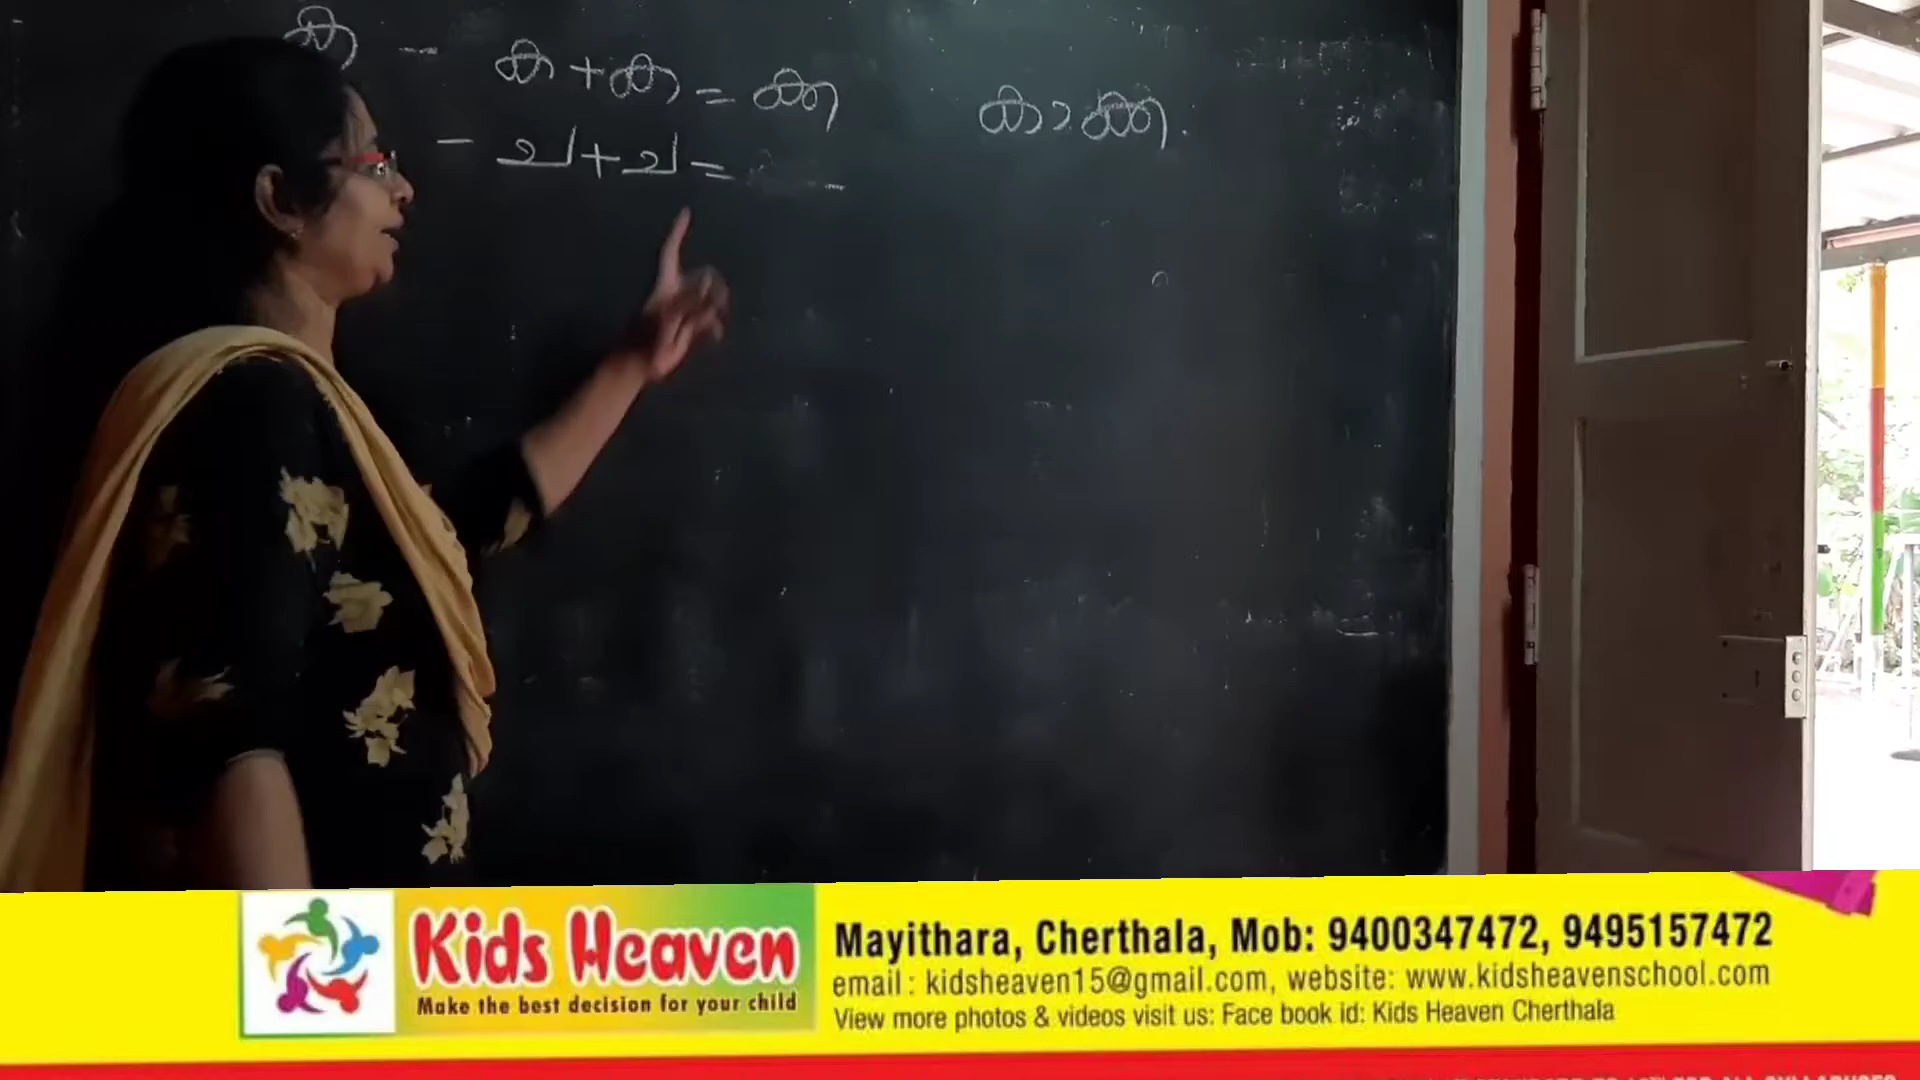 ക - ക + ക = ക്ക കാക്ക.
- ച + ച =
Kids Heaven
Make the best decision for your child
Mayithara, Cherthala, Mob: 9400347472, 9495157472
email : kidsheaven15@gmail.com, website: www.kidsheavenschool.com
View more photos & videos visit us: Face book id: Kids Heaven Cherthala